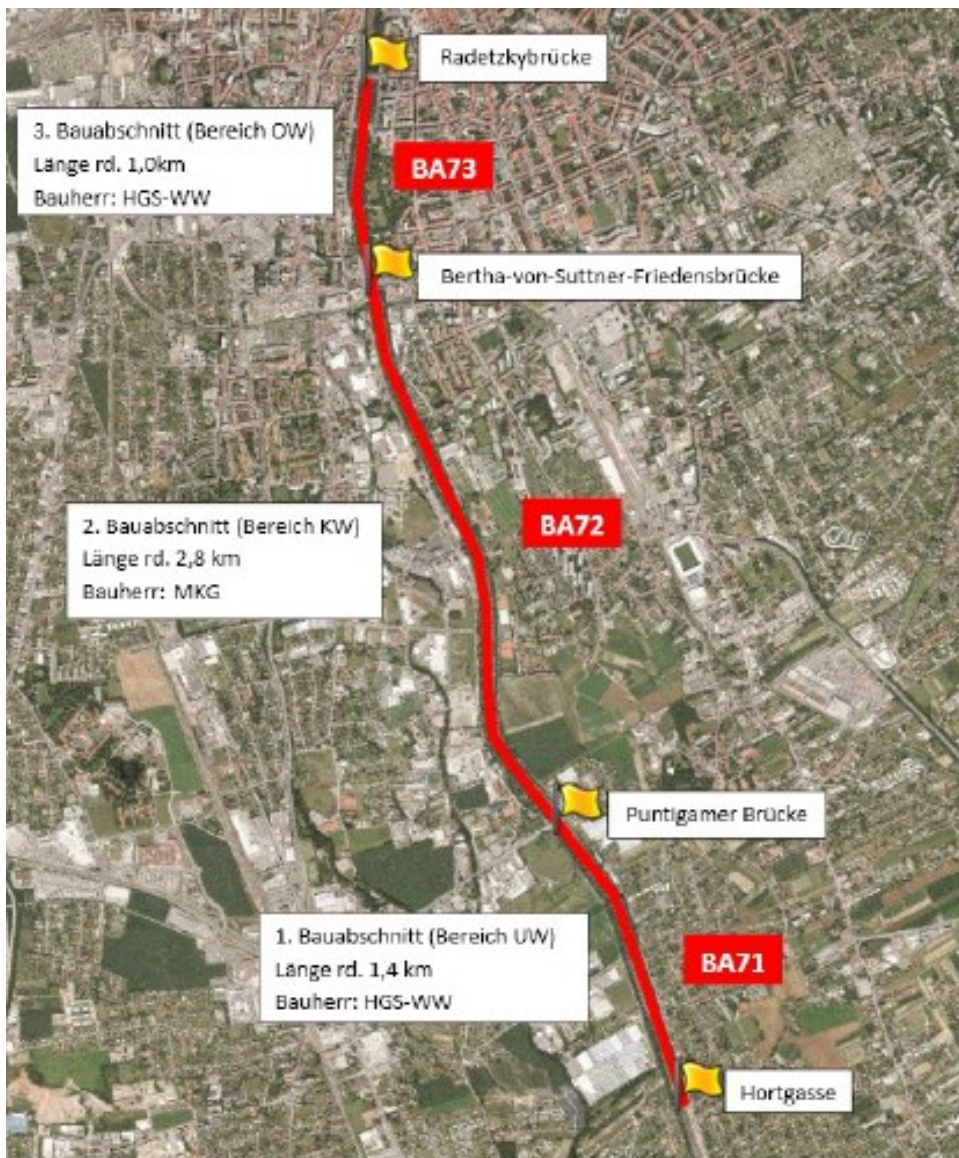 Radetzkybrücke
3. Bauabschnitt (Bereich OW)
Länge rd. 1,0km
Bauherr: HGS-WW
BA73
Bertha-von-Suttner-Friedensbrücke
2. Bauabschnitt (Bereich KW)
Länge rd. 2,8 km
Bauherr: MKG
BA72
Puntigamer Brücke
1. Bauabschnitt (Bereich UW)
Länge rd. 1,4 km
Bauherr: HGS-WW
BA71
Hortgasse